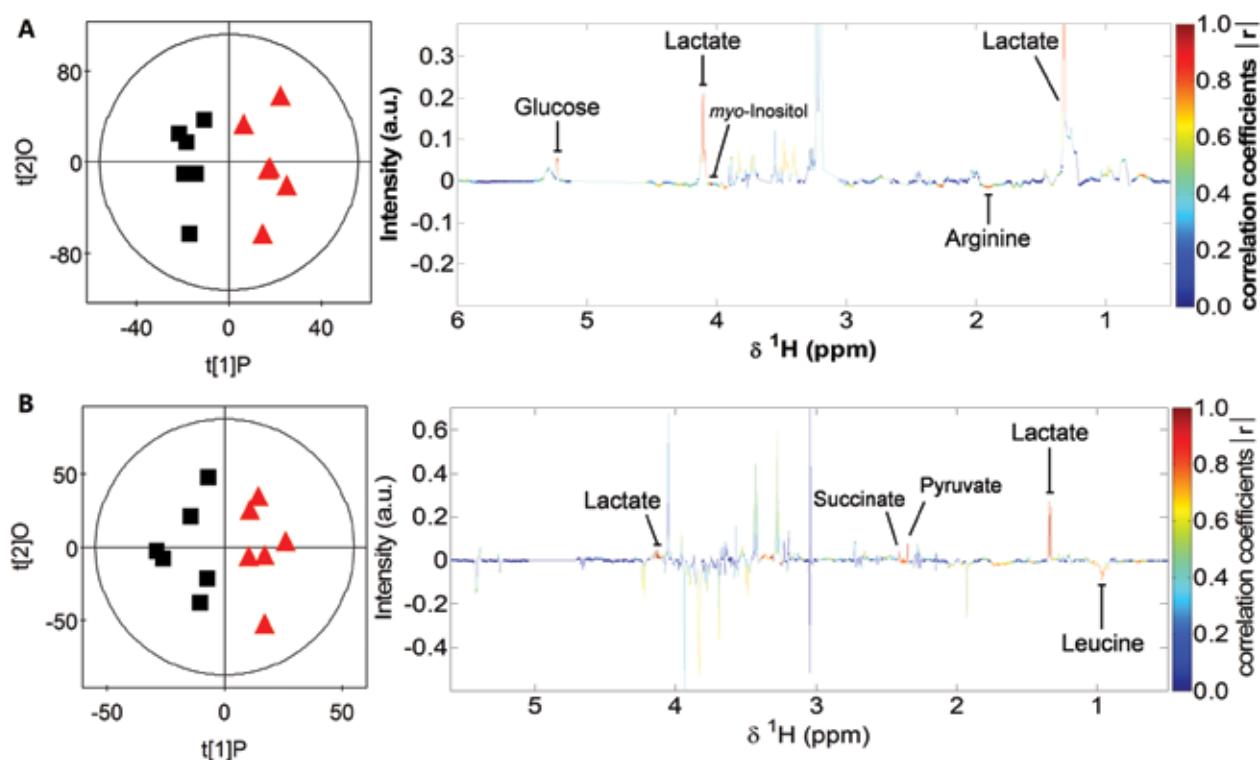 A
t[2]O
80
0
-80
-40
0
40
t[1]P
Intensity (a.u.)
0.3
0.2
0.1
0
-0.1
-0.2
Glucose
Lactate
myo-Inositol
Lactate
Arginine
6
5
4
3
2
1
δ ¹H (ppm)
1.0
0.8
0.6
0.4
0.2
0.0
correlation coefficients |r|
B
t[2]O
50
0
-50
-50
0
50
t[1]P
Intensity (a.u.)
0.6
0.4
0.2
0
-0.2
-0.4
Lactate
Succinate
Pyruvate
Lactate
Leucine
5
4
3
2
1
δ ¹H (ppm)
1.0
0.8
0.6
0.4
0.2
0.0
correlation coefficients |r|